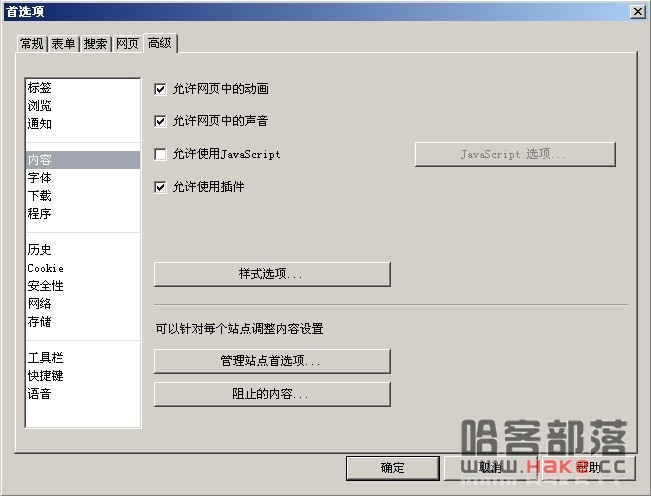 首选项
常规 表单 搜索 网页 高级
标签
浏览
通知
内容
字体
下载
程序
历史
Cookie
安全性
网络
存储
工具栏
快捷键
语音
允许网页中的动画
允许网页中的声音
允许使用JavaScript
JavaScript 选项...
允许使用插件
样式选项...
可以针对每个站点调整内容设置
管理站点首选项...
阻止的内容...
确定 取消 帮助
哈客部落
www.Hake.cc